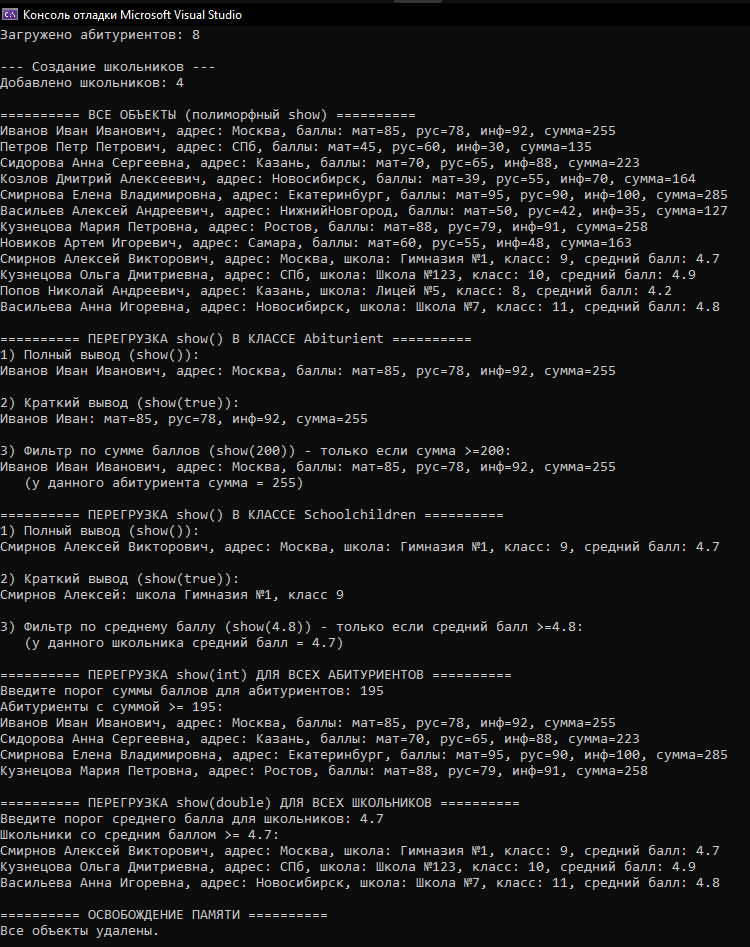 Консоль отладки Microsoft Visual Studio
Загружено абитуриентов: 8
--- Создание школьников ---
Добавлено школьников: 4
========== ВСЕ ОБЪЕКТЫ (полиморфный show) ==========
Иванов Иван Иванович, адрес: Москва, баллы: мат=85, рус=78, инф=92, сумма=255
Петров Петр Петрович, адрес: СПб, баллы: мат=45, рус=60, инф=30, сумма=135
Сидорова Анна Сергеевна, адрес: Казань, баллы: мат=70, рус=65, инф=88, сумма=223
Козлов Дмитрий Алексеевич, адрес: Новосибирск, баллы: мат=39, рус=55, инф=70, сумма=164
Смирнова Елена Владимировна, адрес: Екатеринбург, баллы: мат=95, рус=90, инф=100, сумма=285
Васильев Алексей Андреевич, адрес: НижнийНовгород, баллы: мат=50, рус=42, инф=35, сумма=127
Кузнецова Мария Петровна, адрес: Ростов, баллы: мат=88, рус=79, инф=91, сумма=258
Новиков Артем Игоревич, адрес: Самара, баллы: мат=60, рус=55, инф=48, сумма=163
Смирнов Алексей Викторович, адрес: Москва, школа: Гимназия №1, класс: 9, средний балл: 4.7
Кузнецова Ольга Дмитриевна, адрес: СПб, школа: Школа №123, класс: 10, средний балл: 4.9
Попов Николай Андреевич, адрес: Казань, школа: Лицей №5, класс: 8, средний балл: 4.2
Васильева Анна Игоревна, адрес: Новосибирск, школа: Школа №7, класс: 11, средний балл: 4.8
========== ПЕРЕГРУЗКА show() В КЛАССЕ Abiturient ==========
1) Полный вывод (show()):
Иванов Иван Иванович, адрес: Москва, баллы: мат=85, рус=78, инф=92, сумма=255
2) Краткий вывод (show(true)):
Иванов Иван: мат=85, рус=78, инф=92, сумма=255
3) Фильтр по сумме баллов (show(200)) - только если сумма >=200:
Иванов Иван Иванович, адрес: Москва, баллы: мат=85, рус=78, инф=92, сумма=255
(у данного абитуриента сумма = 255)
========== ПЕРЕГРУЗКА show() В КЛАССЕ Schoolchildren ==========
1) Полный вывод (show()):
Смирнов Алексей Викторович, адрес: Москва, школа: Гимназия №1, класс: 9, средний балл: 4.7
2) Краткий вывод (show(true)):
Смирнов Алексей: школа Гимназия №1, класс 9
3) Фильтр по среднему баллу (show(4.8)) - только если средний балл >=4.8:
(у данного школьника средний балл = 4.7)
========== ПЕРЕГРУЗКА show(int) ДЛЯ ВСЕХ АБИТУРИЕНТОВ ==========
Введите порог суммы баллов для абитуриентов: 195
Абитуриенты с суммой >= 195:
Иванов Иван Иванович, адрес: Москва, баллы: мат=85, рус=78, инф=92, сумма=255
Сидорова Анна Сергеевна, адрес: Казань, баллы: мат=70, рус=65, инф=88, сумма=223
Смирнова Елена Владимировна, адрес: Екатеринбург, баллы: мат=95, рус=90, инф=100, сумма=285
Кузнецова Мария Петровна, адрес: Ростов, баллы: мат=88, рус=79, инф=91, сумма=258
========== ПЕРЕГРУЗКА show(double) ДЛЯ ВСЕХ ШКОЛЬНИКОВ ==========
Введите порог среднего балла для школьников: 4.7
Школьники со средним баллом >= 4.7:
Смирнов Алексей Викторович, адрес: Москва, школа: Гимназия №1, класс: 9, средний балл: 4.7
Кузнецова Ольга Дмитриевна, адрес: СПб, школа: Школа №123, класс: 10, средний балл: 4.9
Васильева Анна Игоревна, адрес: Новосибирск, школа: Школа №7, класс: 11, средний балл: 4.8
========== ОСВОБОЖДЕНИЕ ПАМЯТИ ==========
Все объекты удалены.